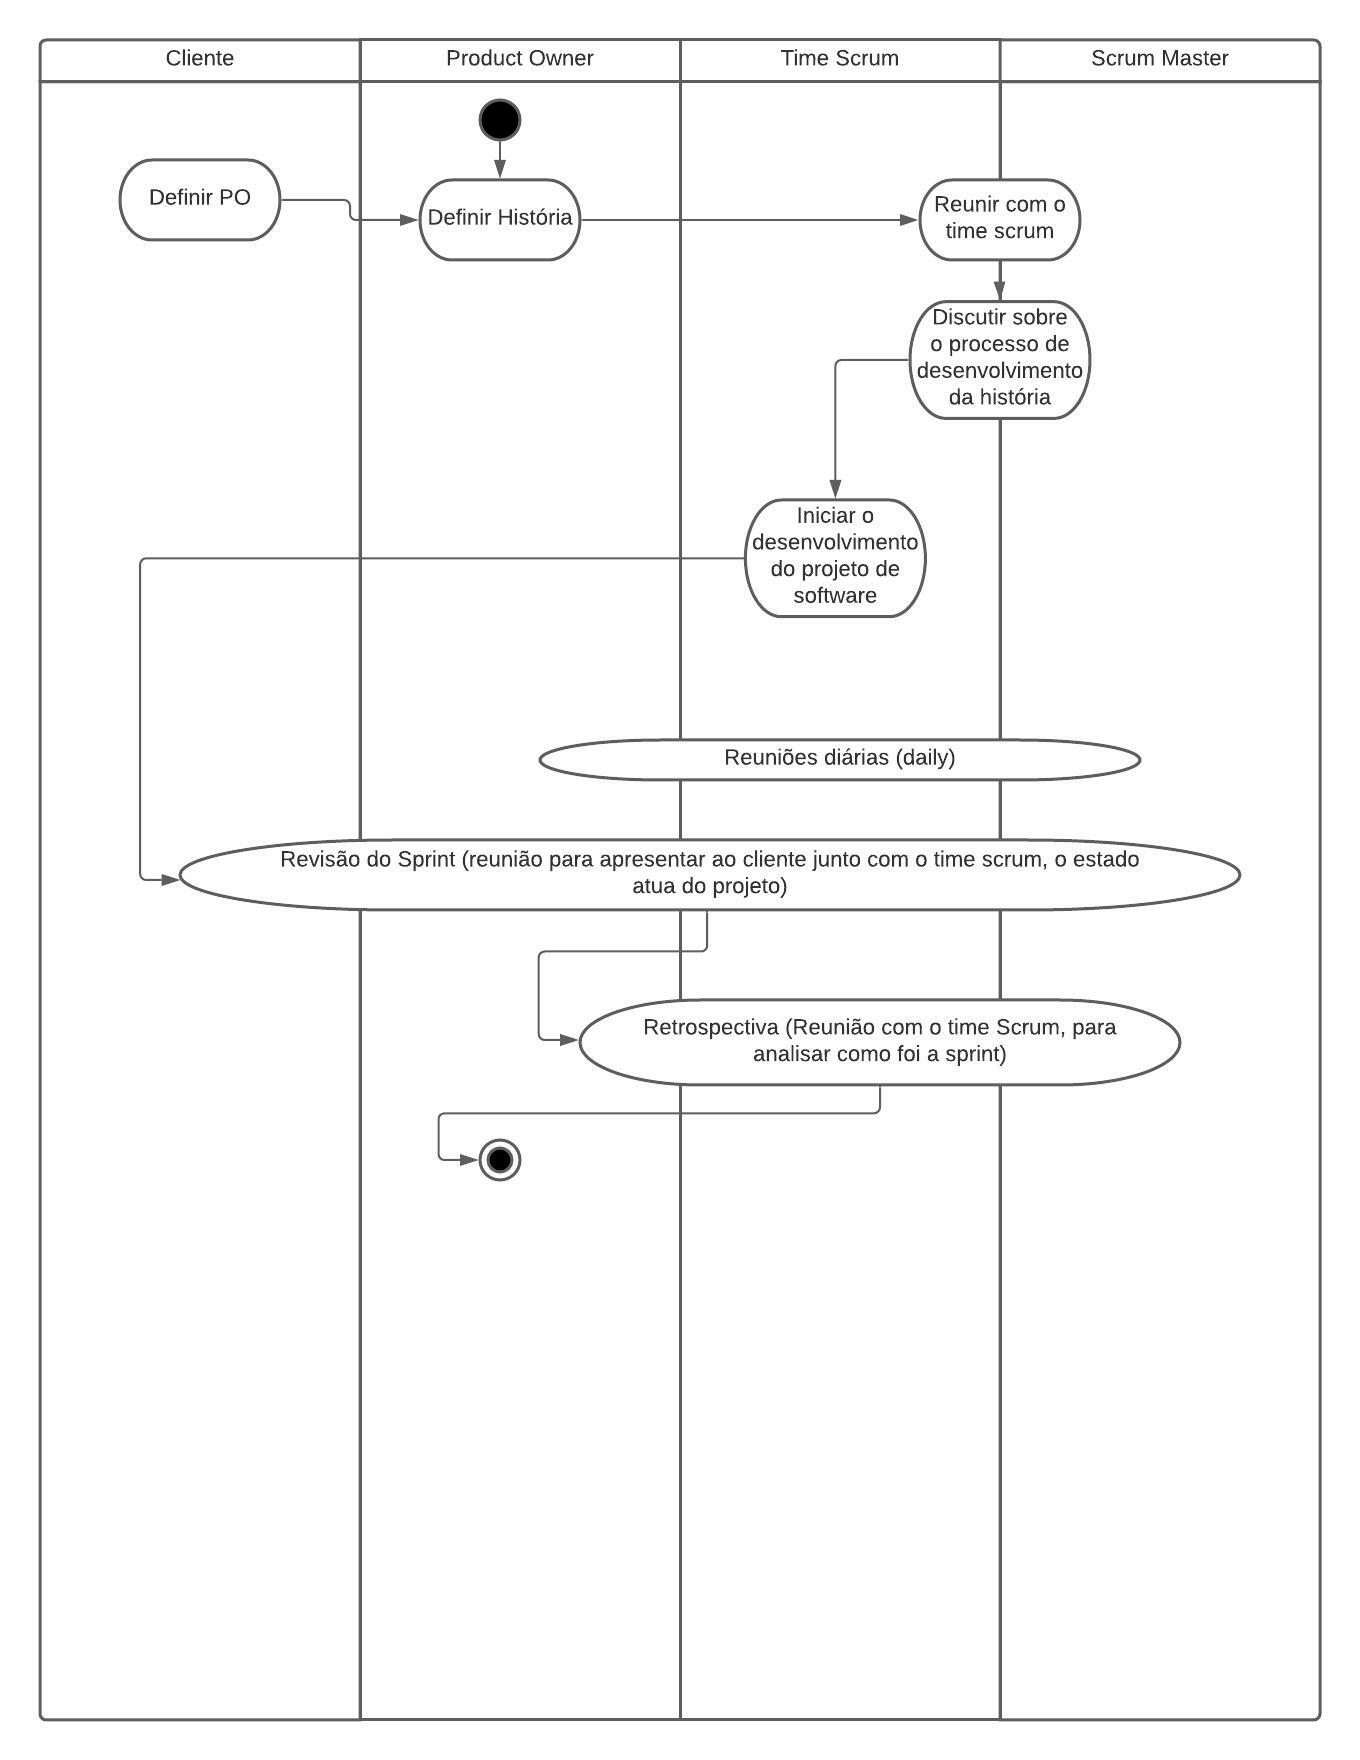 Cliente
Product Owner
Time Scrum
Scrum Master
Definir PO
Definir História
Reunir com o
time scrum
Discutir sobre
o processo de
desenvolvimento
da história
Iniciar o
desenvolvimento
do projeto de
software
Reuniões diárias (daily)
Revisão do Sprint (reunião para apresentar ao cliente junto com o time scrum, o estado
atua do projeto)
Retrospectiva (Reunião com o time Scrum, para
analisar como foi a sprint)